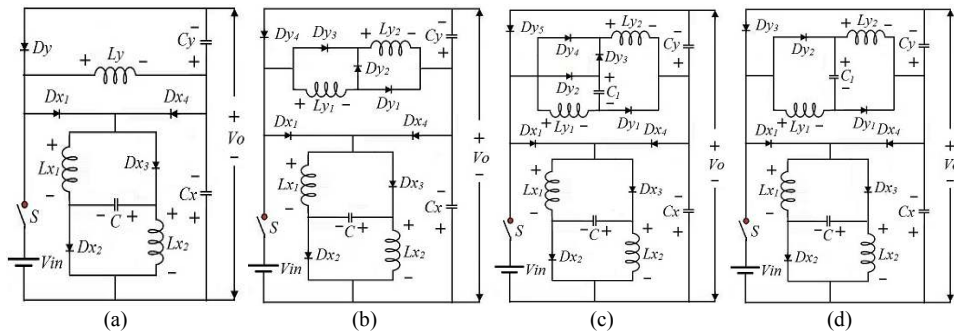 Dy
+ Ly −
− Cy +
+ Vo −
Dx1
Dx4
+ Lx1 −
Dx3
− C +
− Cx +
S
Dx2
+ Lx2 −
Vin
(a)
Dy4
Dy3
+ Ly2 −
− Cy +
Dy2
+ Ly1 −
Dy1
+ Vo −
Dx1
Dx4
+ Lx1 −
Dx3
− C +
− Cx +
S
Dx2
+ Lx2 −
Vin
(b)
Dy5
Dy4
+ Ly2 −
− Cy +
Dy3
Dy2
+ C1 −
+ Ly1 −
Dy1
+ Vo −
Dx1
Dx4
+ Lx1 −
Dx3
− C +
− Cx +
S
Dx2
+ Lx2 −
Vin
(c)
Dy3
Dy2
+ Ly2 −
− Cy +
+ C1 −
+ Ly1 −
Dy1
+ Vo −
Dx1
Dx4
+ Lx1 −
Dx3
− C +
− Cx +
S
Dx2
+ Lx2 −
Vin
(d)